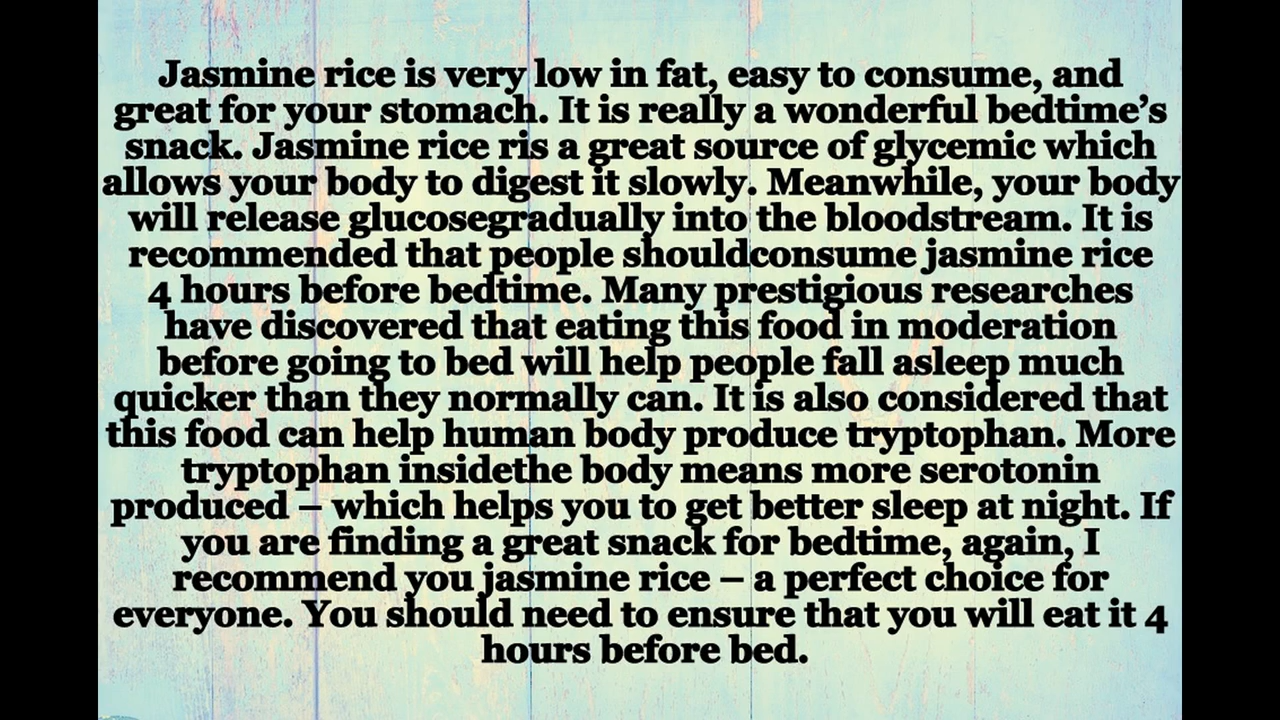 Jasmine rice is very low in fat, easy to consume, and
great for your stomach. It is really a wonderful bedtime’s
snack. Jasmine rice ris a great source of glycemic which
allows your body to digest it slowly. Meanwhile, your body
will release glucosegradually into the bloodstream. It is
recommended that people shouldconsume jasmine rice
4 hours before bedtime. Many prestigious researches
have discovered that eating this food in moderation
before going to bed will help people fall asleep much
quicker than they normally can. It is also considered that
this food can help human body produce tryptophan. More
tryptophan insidethe body means more serotonin
produced – which helps you to get better sleep at night. If
you are finding a great snack for bedtime, again, I
recommend you jasmine rice – a perfect choice for
everyone. You should need to ensure that you will eat it 4
hours before bed.